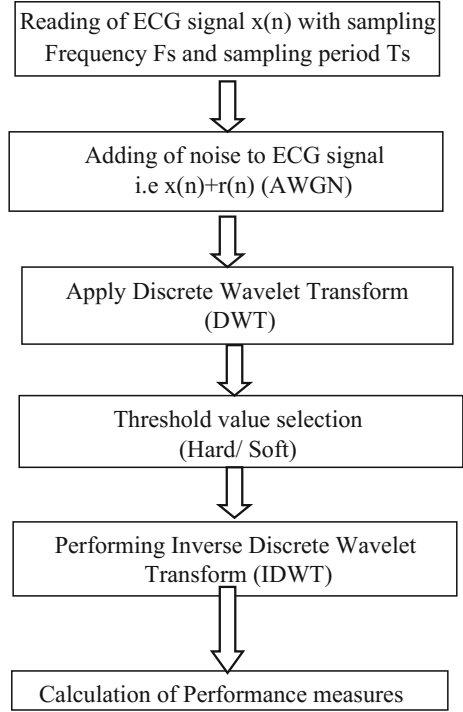 Reading of ECG signal x(n) with sampling
Frequency Fs and sampling period Ts
Adding of noise to ECG signal
i.e x(n)+r(n) (AWGN)
Apply Discrete Wavelet Transform
(DWT)
Threshold value selection
(Hard/ Soft)
Performing Inverse Discrete Wavelet
Transform (IDWT)
Calculation of Performance measures